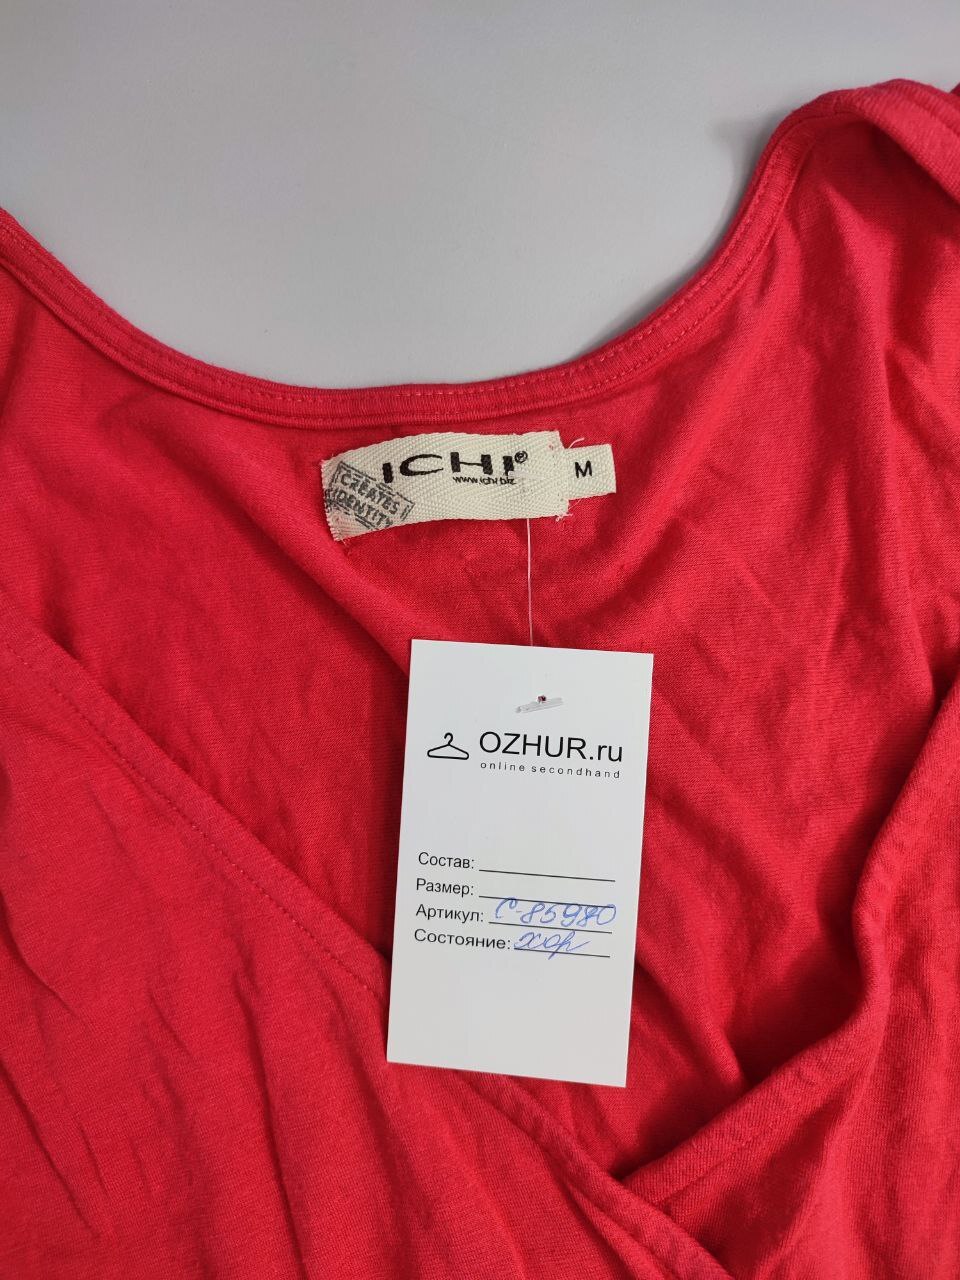 ICHI®
www.ichi.biz
CREATES
IDENTITY
M
OZHUR.ru
online secondhand
Состав:
Размер:
Артикул: С-85980
Состояние: хор